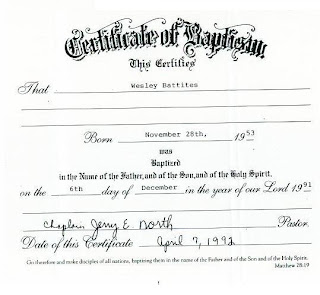 Certificate of Baptism
This Certifies
That Wesley Battites
Born November 28th, 1953
was
Baptized
in the Name of the Father, and of the Son, and of the Holy Spirit.
on the 6th day of December in the year of our Lord 1991
Chaplain Jerry E. North Pastor.
Date of this Certificate April 7, 1992
Go therefore and make disciples of all nations, baptizing them in the name of the Father and of the Son and of the Holy Spirit.
Matthew 28:19